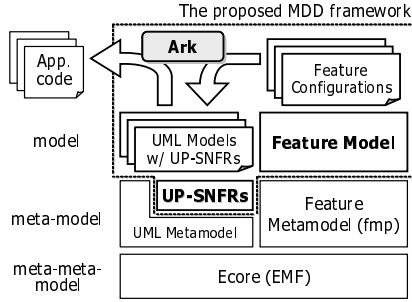 The proposed MDD framework
Ark
App.
code
Feature
Configurations
model
UML Models
w/ UP-SNFRs
Feature Model
UP-SNFRs
meta-model
UML Metamodel
Feature
Metamodel (fmp)
meta-meta-
model
Ecore (EMF)